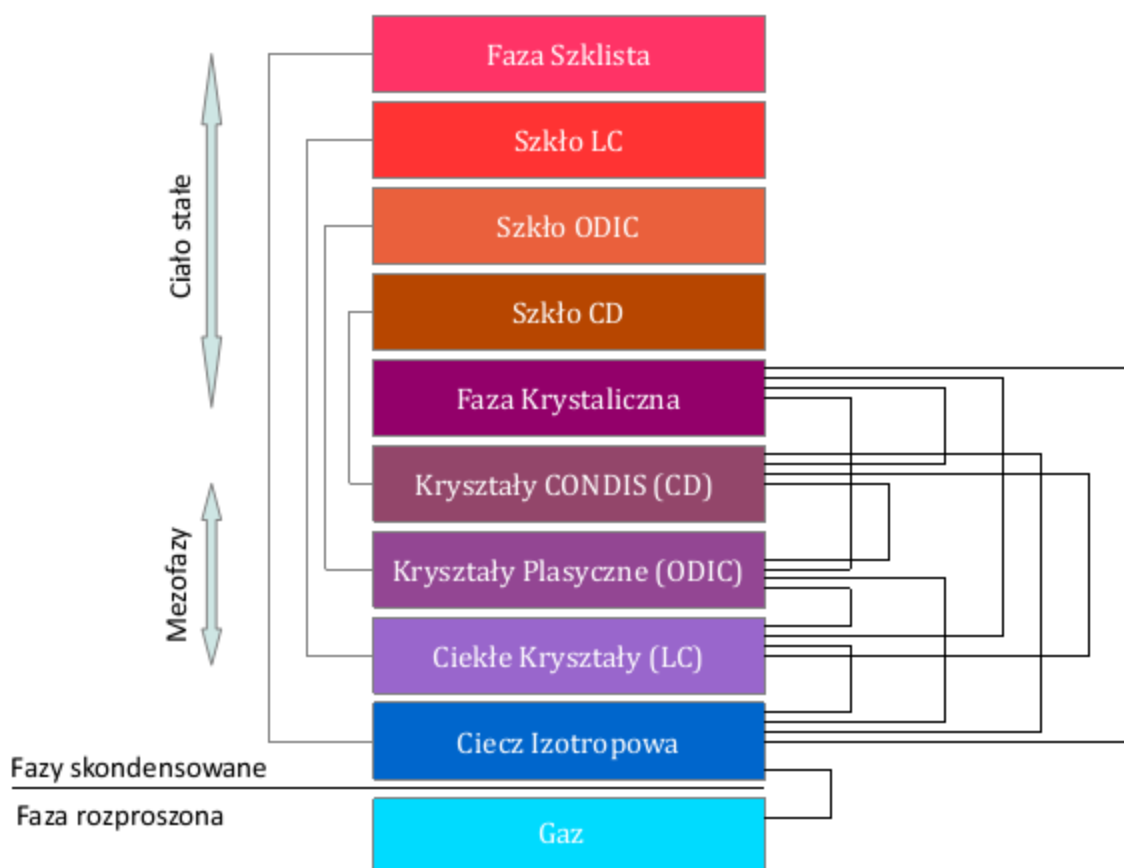 Faza Szklista
Szkło LC
Szkło ODIC
Szkło CD
Faza Krystaliczna
Kryształy CONDIS (CD)
Kryształy Plasyczne (ODIC)
Ciekłe Kryształy (LC)
Ciecz Izotropowa
Gaz
Ciało stałe
Mezofazy
Fazy skondensowane
Faza rozproszona